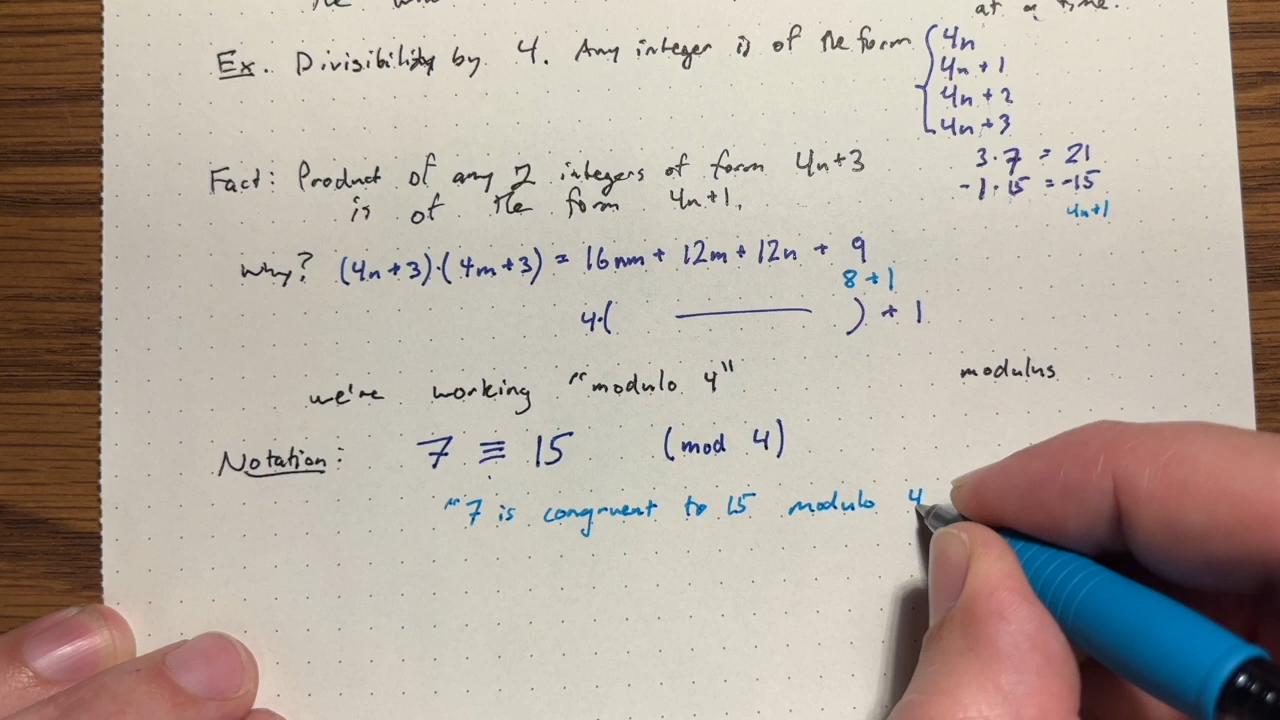 at a time.
Ex. Divisibility by 4. Any integer is of the form
4n
4n + 1
4n + 2
4n + 3
Fact: Product of any 2 integers of form 4n+3
is of the form 4n+1.
3·7 = 21
-1·15 = -15
4n+1
Why? (4n+3)·(4m+3) = 16nm + 12m + 12n + 9
8 + 1
4·( ) + 1
we're working "modulo 4"
modulus
Notation: 7 ≡ 15 (mod 4)
"7 is congruent to 15 modulo 4